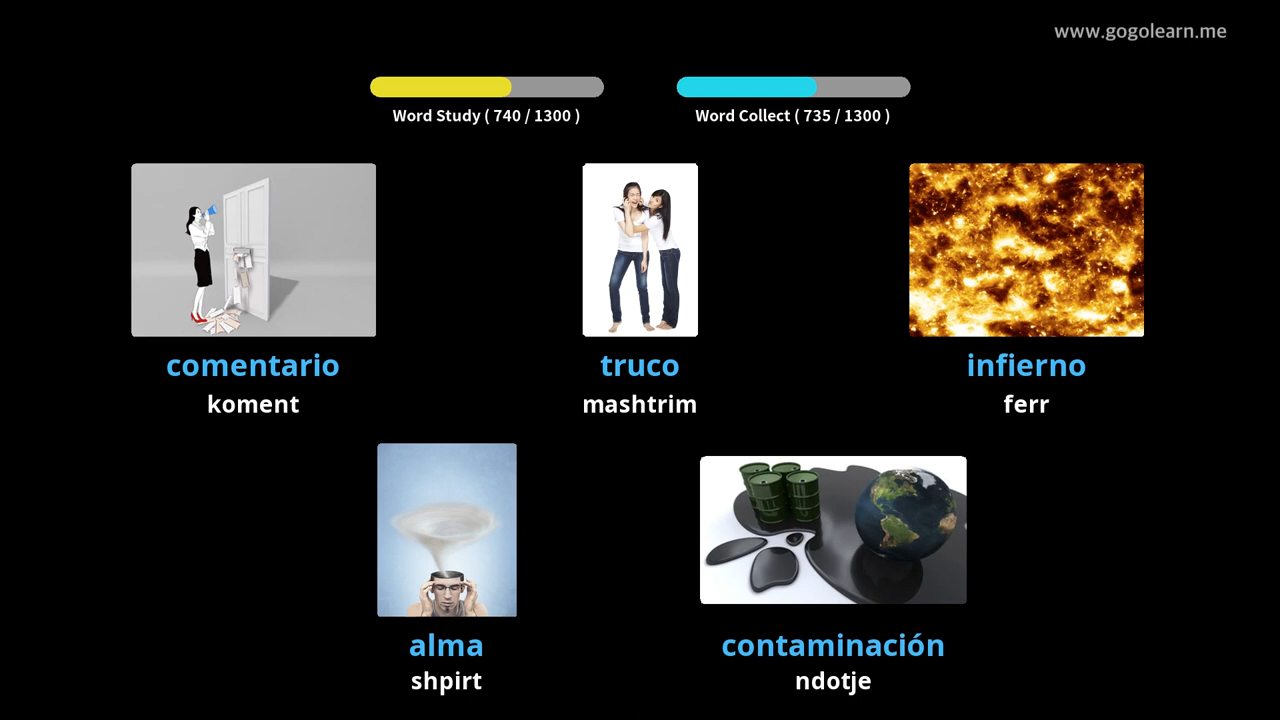 www.gogolearn.me
Word Study ( 740 / 1300 )
Word Collect ( 735 / 1300 )
comentario
koment
truco
mashtrim
infierno
ferr
alma
shpirt
contaminación
ndotje